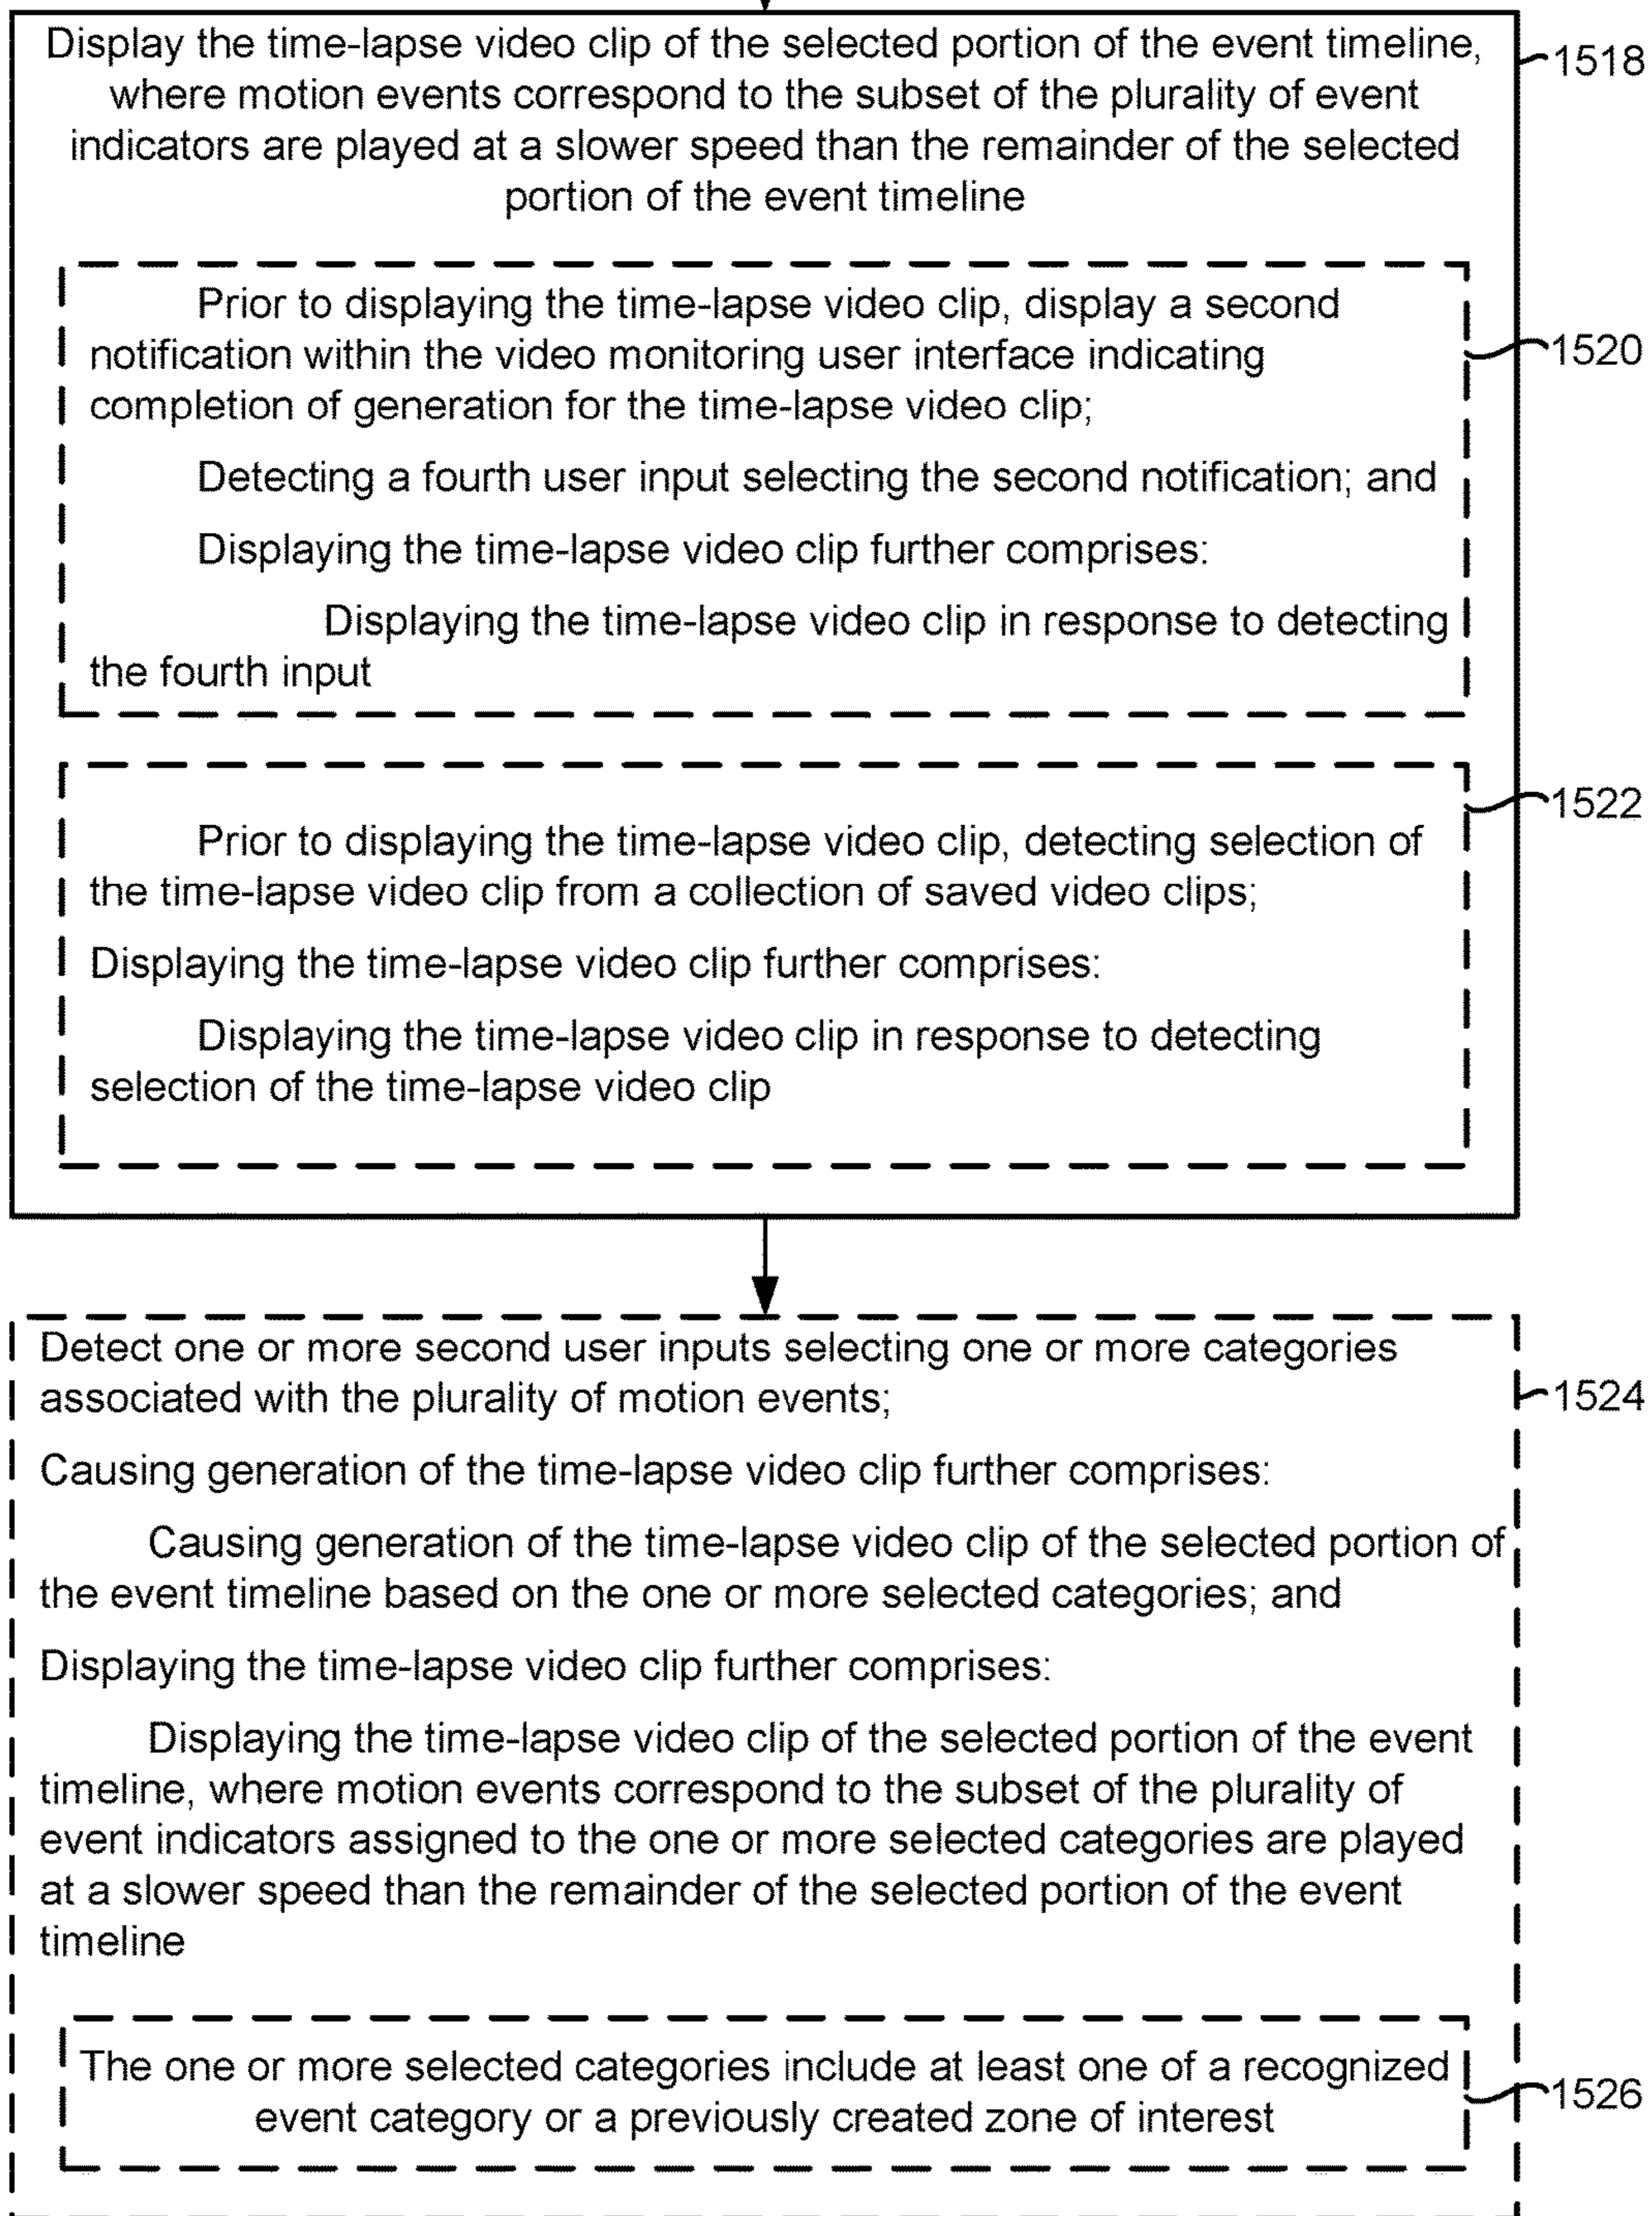 Display the time-lapse video clip of the selected portion of the event timeline,
where motion events correspond to the subset of the plurality of event
indicators are played at a slower speed than the remainder of the selected
portion of the event timeline
1518
Prior to displaying the time-lapse video clip, display a second
notification within the video monitoring user interface indicating
completion of generation for the time-lapse video clip;
1520
Detecting a fourth user input selecting the second notification; and
Displaying the time-lapse video clip further comprises:
Displaying the time-lapse video clip in response to detecting
the fourth input
1522
Prior to displaying the time-lapse video clip, detecting selection of
the time-lapse video clip from a collection of saved video clips;
Displaying the time-lapse video clip further comprises:
Displaying the time-lapse video clip in response to detecting
selection of the time-lapse video clip
Detect one or more second user inputs selecting one or more categories
associated with the plurality of motion events;
1524
Causing generation of the time-lapse video clip further comprises:
Causing generation of the time-lapse video clip of the selected portion of
the event timeline based on the one or more selected categories; and
Displaying the time-lapse video clip further comprises:
Displaying the time-lapse video clip of the selected portion of the event
timeline, where motion events correspond to the subset of the plurality of
event indicators assigned to the one or more selected categories are played
at a slower speed than the remainder of the selected portion of the event
timeline
The one or more selected categories include at least one of a recognized
event category or a previously created zone of interest
1526